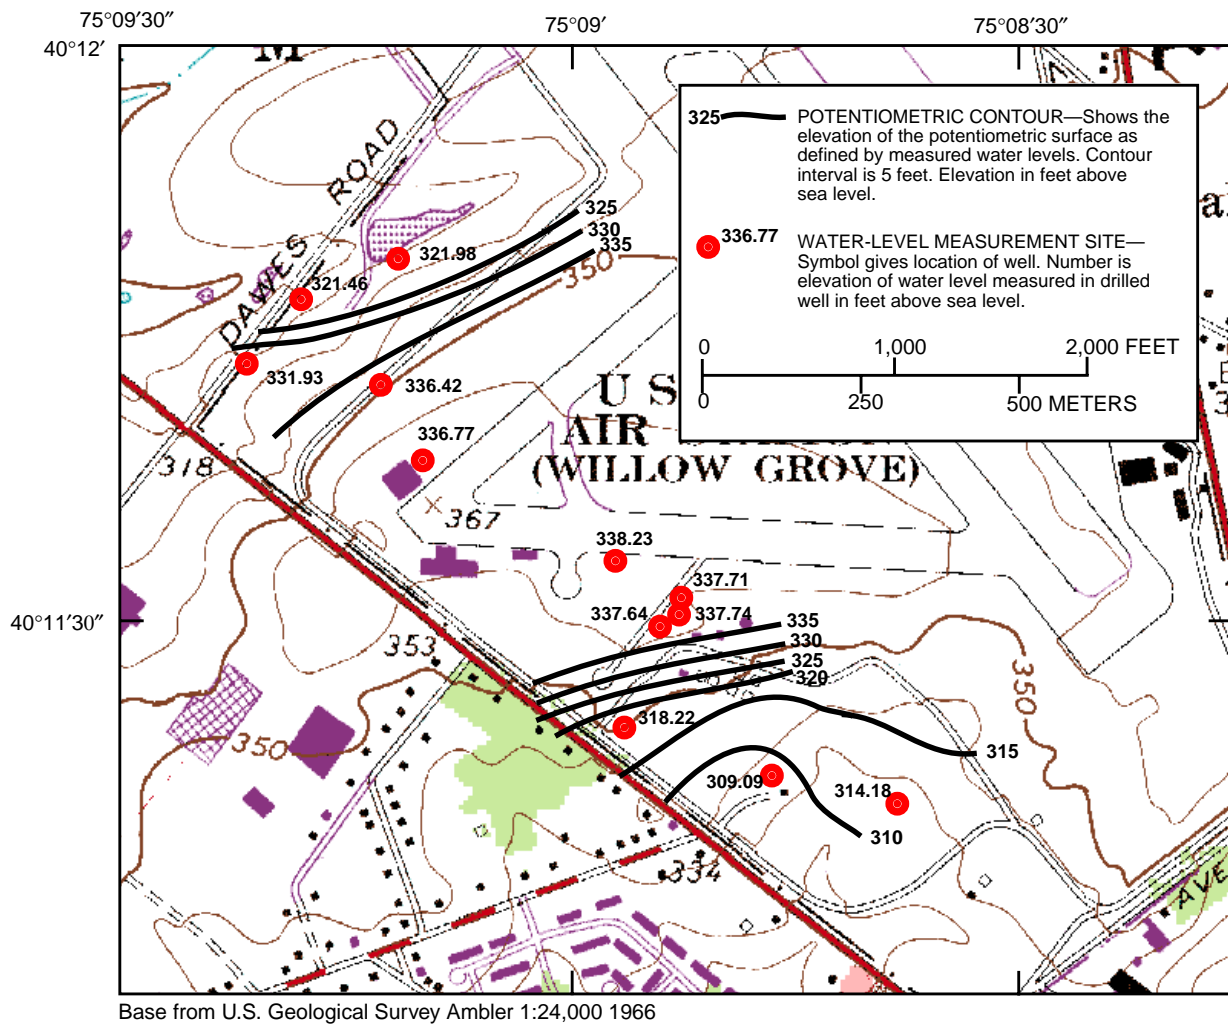 75°09′30″
75°09′
75°08′30″
40°12′
M
DAWES ROAD
325
330
335
350
321.98
321.46
331.93
336.42
336.77
318
367
U S
AIR
(WILLOW GROVE)
325
POTENTIOMETRIC CONTOUR—Shows the
elevation of the potentiometric surface as
defined by measured water levels. Contour
interval is 5 feet. Elevation in feet above
sea level.
336.77
WATER-LEVEL MEASUREMENT SITE—
Symbol gives location of well. Number is
elevation of water level measured in drilled
well in feet above sea level.
0
1,000
2,000 FEET
0
250
500 METERS
338.23
337.71
337.64
337.74
40°11′30″
335
330
325
320
353
350
350
318.22
315
309.09
314.18
310
334
AVE
Base from U.S. Geological Survey Ambler 1:24,000 1966